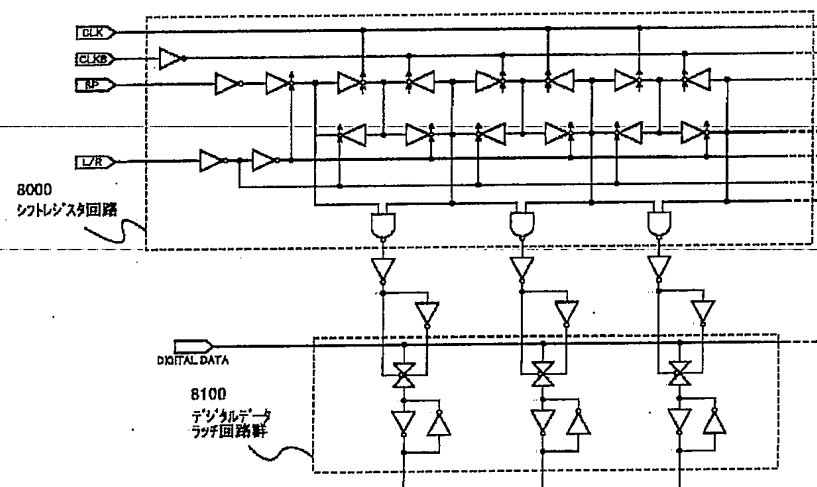 CLK
CLKB
SP
L/R
8000
シフトレジスタ回路
DIGITAL DATA
8100
デジタルデータ
ラッチ回路群